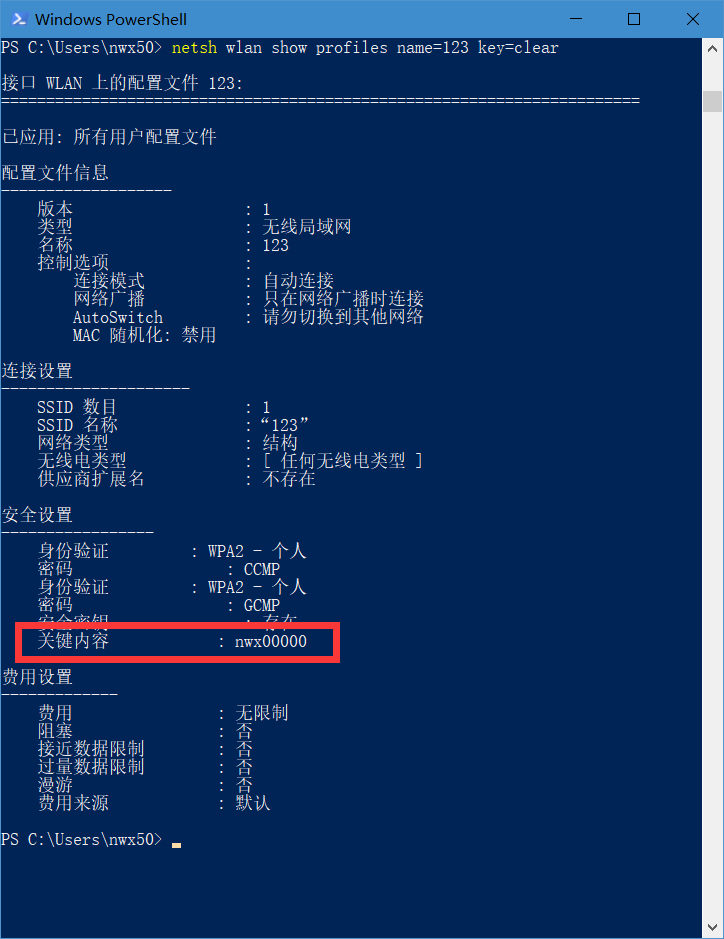 Windows PowerShell
PS C:\Users\nwx50> netsh wlan show profiles name=123 key=clear
接口 WLAN 上的配置文件 123:
=======================================================================
已应用: 所有用户配置文件
配置文件信息
-------------------
版本 : 1
类型 : 无线局域网
名称 : 123
控制选项 :
连接模式 : 自动连接
网络广播 : 只在网络广播时连接
AutoSwitch : 请勿切换到其他网络
MAC 随机化: 禁用
连接设置
---------------------
SSID 数目 : 1
SSID 名称 :“123”
网络类型 : 结构
无线电类型 : [ 任何无线电类型 ]
供应商扩展名 : 不存在
安全设置
-----------------
身份验证 : WPA2 - 个人
密码 : CCMP
身份验证 : WPA2 - 个人
密码 : GCMP
安全密钥 : 存在
关键内容 : nwx00000
费用设置
-------------
费用 : 无限制
阻塞 : 否
接近数据限制 : 否
过量数据限制 : 否
漫游 : 否
费用来源 : 默认
PS C:\Users\nwx50>